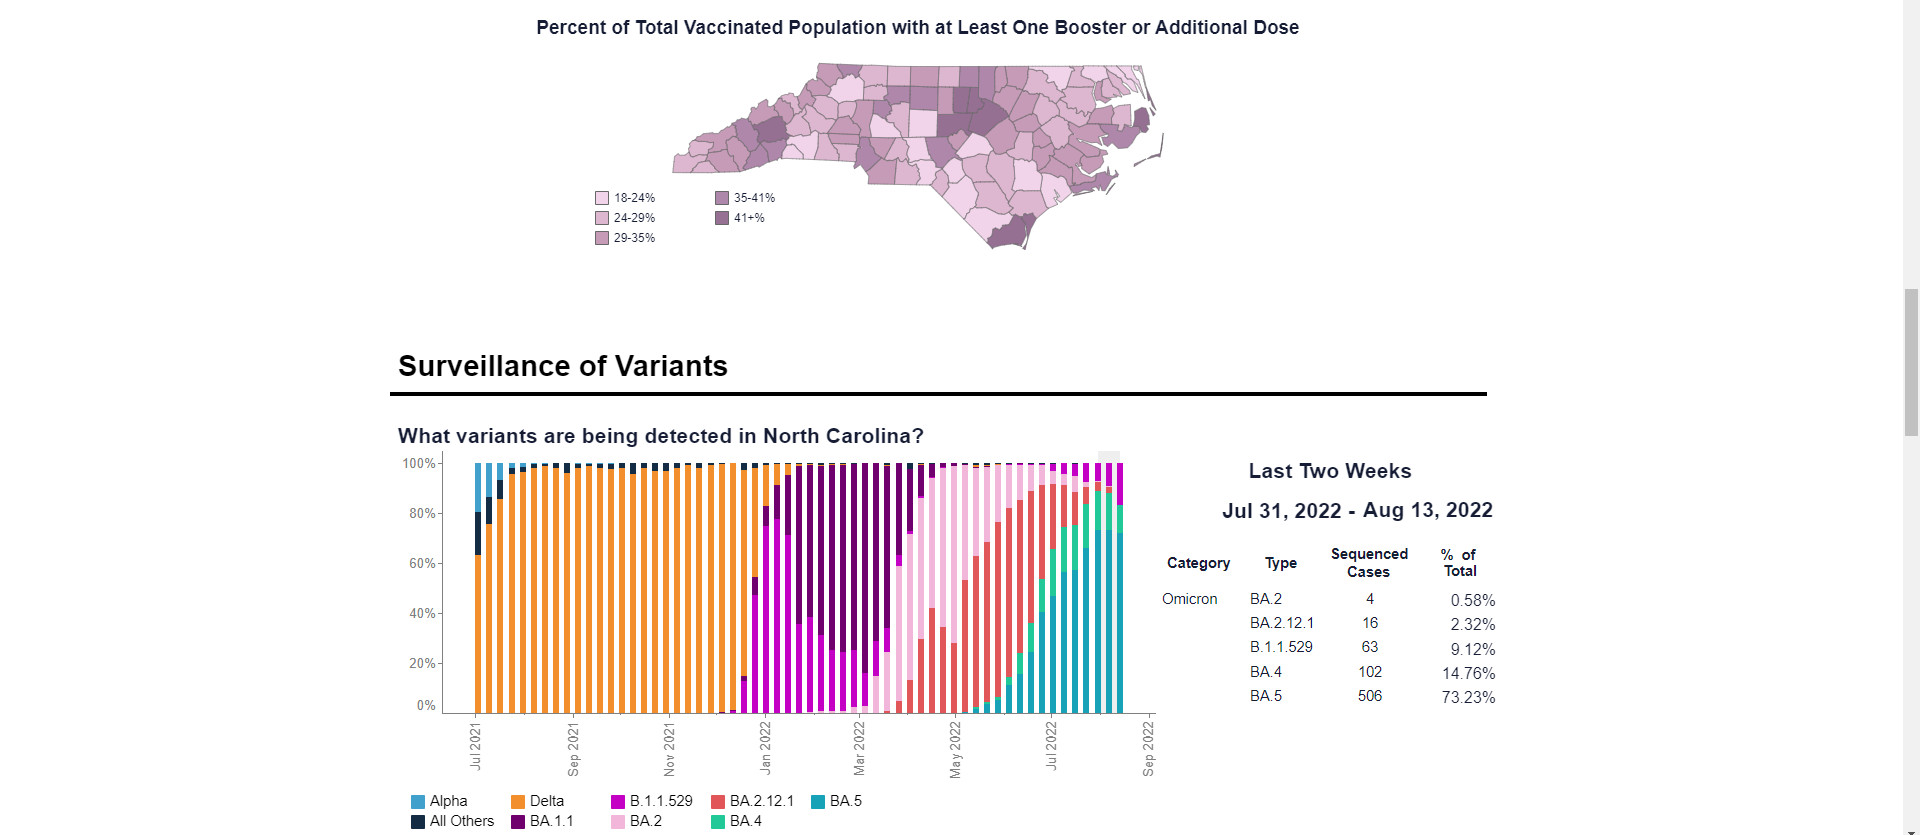 Percent of Total Vaccinated Population with at Least One Booster or Additional Dose
18-24%
24-29%
29-35%
35-41%
41+%
Surveillance of Variants
What variants are being detected in North Carolina?
100%
80%
60%
40%
20%
0%
Jul 2021
Sep 2021
Nov 2021
Jan 2022
Mar 2022
May 2022
Jul 2022
Sep 2022
Alpha
All Others
Delta
BA.1.1
B.1.1.529
BA.2
BA.2.12.1
BA.4
BA.5
Last Two Weeks
Jul 31, 2022 - Aug 13, 2022
Category Type Sequenced Cases % of Total
Omicron BA.2 4 0.58%
BA.2.12.1 16 2.32%
B.1.1.529 63 9.12%
BA.4 102 14.76%
BA.5 506 73.23%